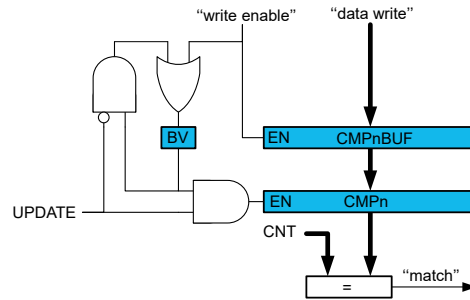 “write enable” “data write”
BV EN CMPnBUF
EN CMPn
UPDATE
CNT
=
“match”